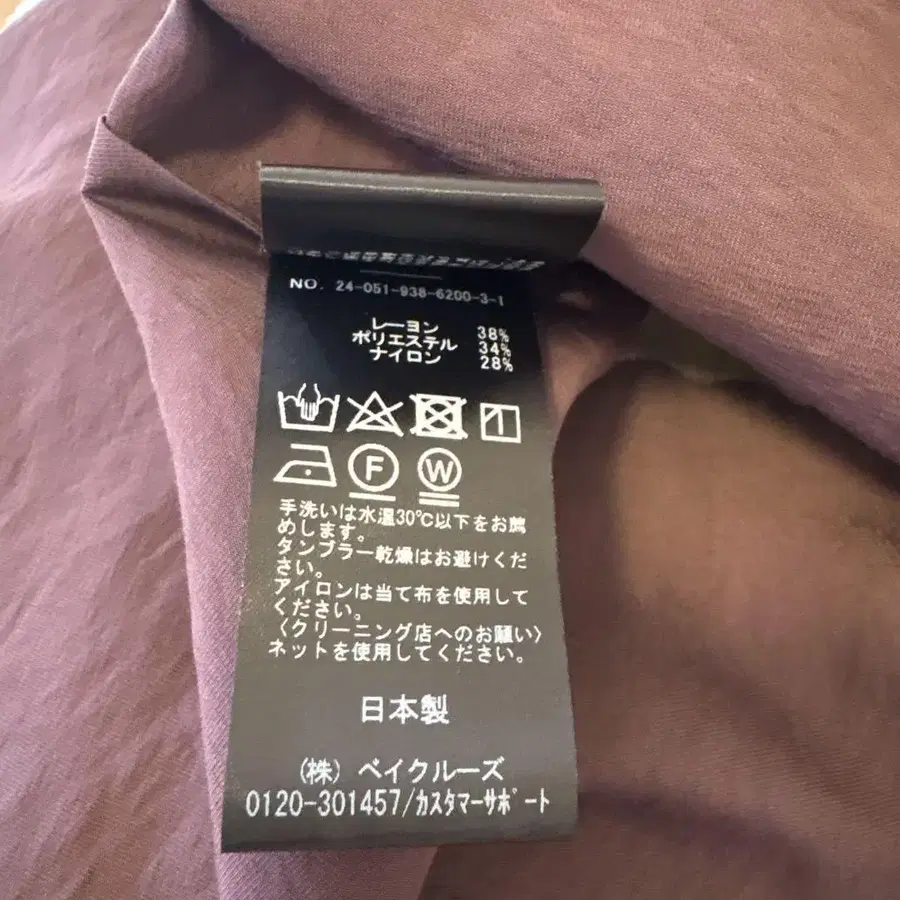 NO. 24-051-938-6200-3-1
レーヨン 38%
ポリエステル 34%
ナイロン 28%
F W
手洗いは水温30℃以下をお薦
めします。
タンブラー乾燥はお避けくだ
さい。
アイロンは当て布を使用して
ください。
〈クリーニング店へのお願い〉
ネットを使用してください。
日本製
(株) ベイクルーズ
0120-301457/ｶｽﾀﾏｰｻﾎﾟｰﾄ